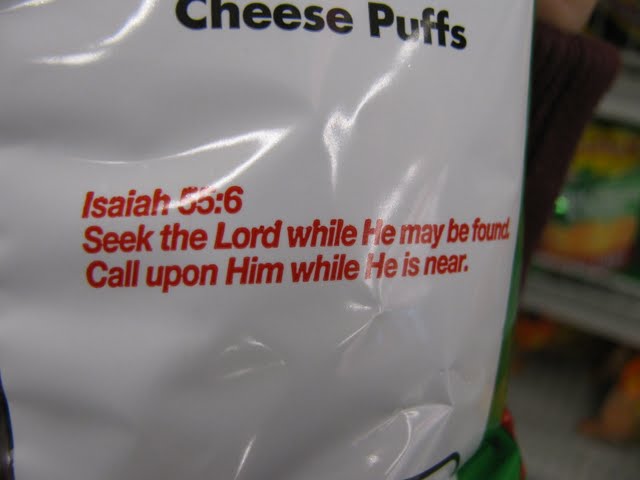 Cheese Puffs
Isaiah 55:6
Seek the Lord while He may be found.
Call upon Him while He is near.